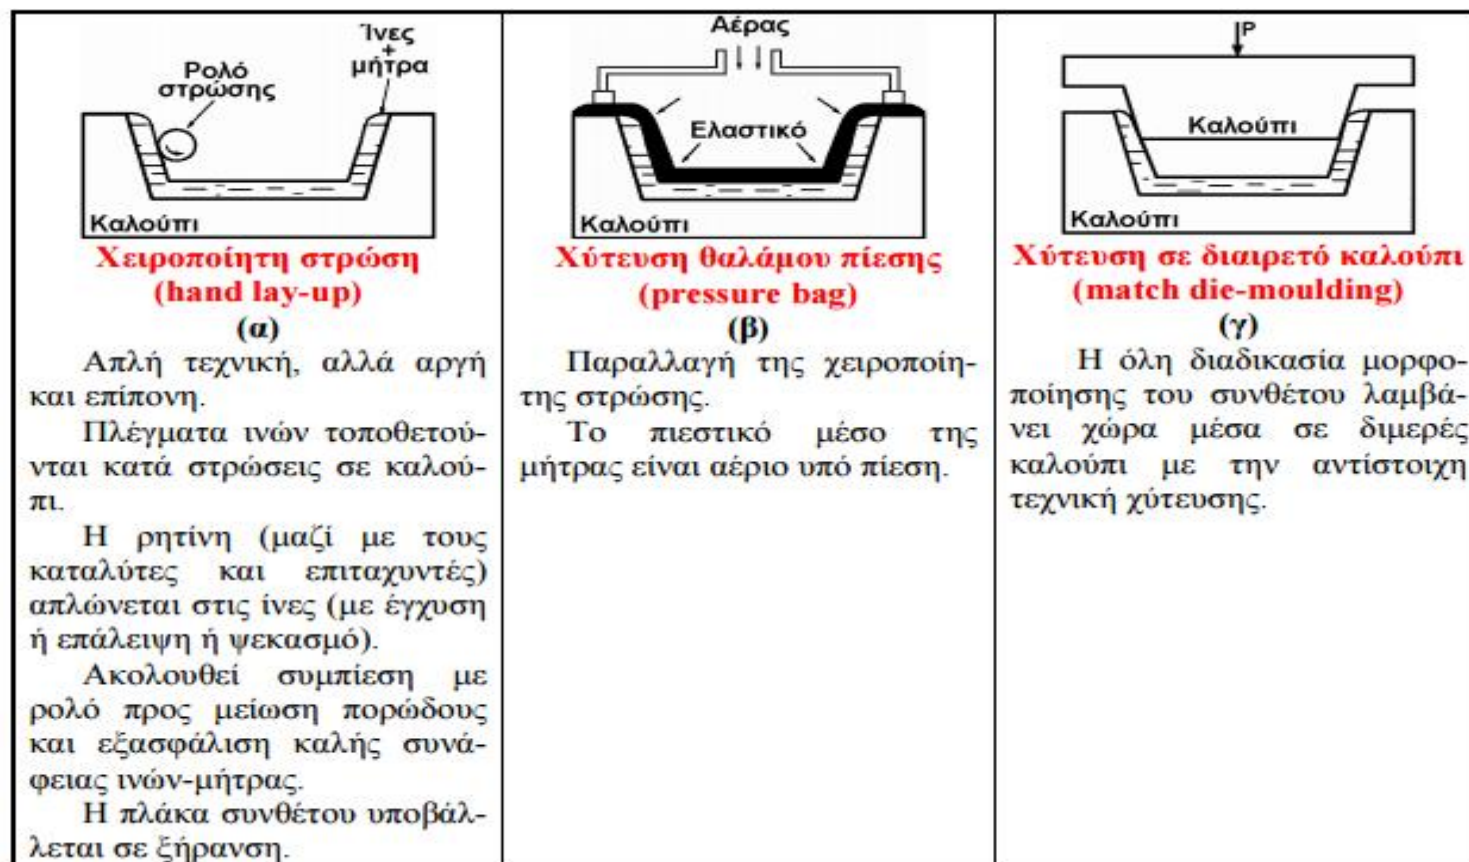 Ίνες
+
μήτρα
Ρολό
στρώσης
Καλούπι
Χειροποίητη στρώση
(hand lay-up)
(α)
Απλή τεχνική, αλλά αργή
και επίπονη.
Πλέγματα ινών τοποθετού-
νται κατά στρώσεις σε καλού-
πι.
Η ρητίνη (μαζί με τους
καταλύτες και επιταχυντές)
απλώνεται στις ίνες (με έγχυση
ή επάλειψη ή ψεκασμό).
Ακολουθεί συμπίεση με
ρολό προς μείωση πορώδους
και εξασφάλιση καλής συνά-
φειας ινών-μήτρας.
Η πλάκα συνθέτου υποβάλ-
λεται σε ξήρανση.
Αέρας
Ελαστικό
Καλούπι
Χύτευση θαλάμου πίεσης
(pressure bag)
(β)
Παραλλαγή της χειροποίη-
της στρώσης.
Το πιεστικό μέσο της
μήτρας είναι αέριο υπό πίεση.
P
Καλούπι
Καλούπι
Χύτευση σε διαιρετό καλούπι
(match die-moulding)
(γ)
Η όλη διαδικασία μορφο-
ποίησης του συνθέτου λαμβά-
νει χώρα μέσα σε διμερές
καλούπι με την αντίστοιχη
τεχνική χύτευσης.